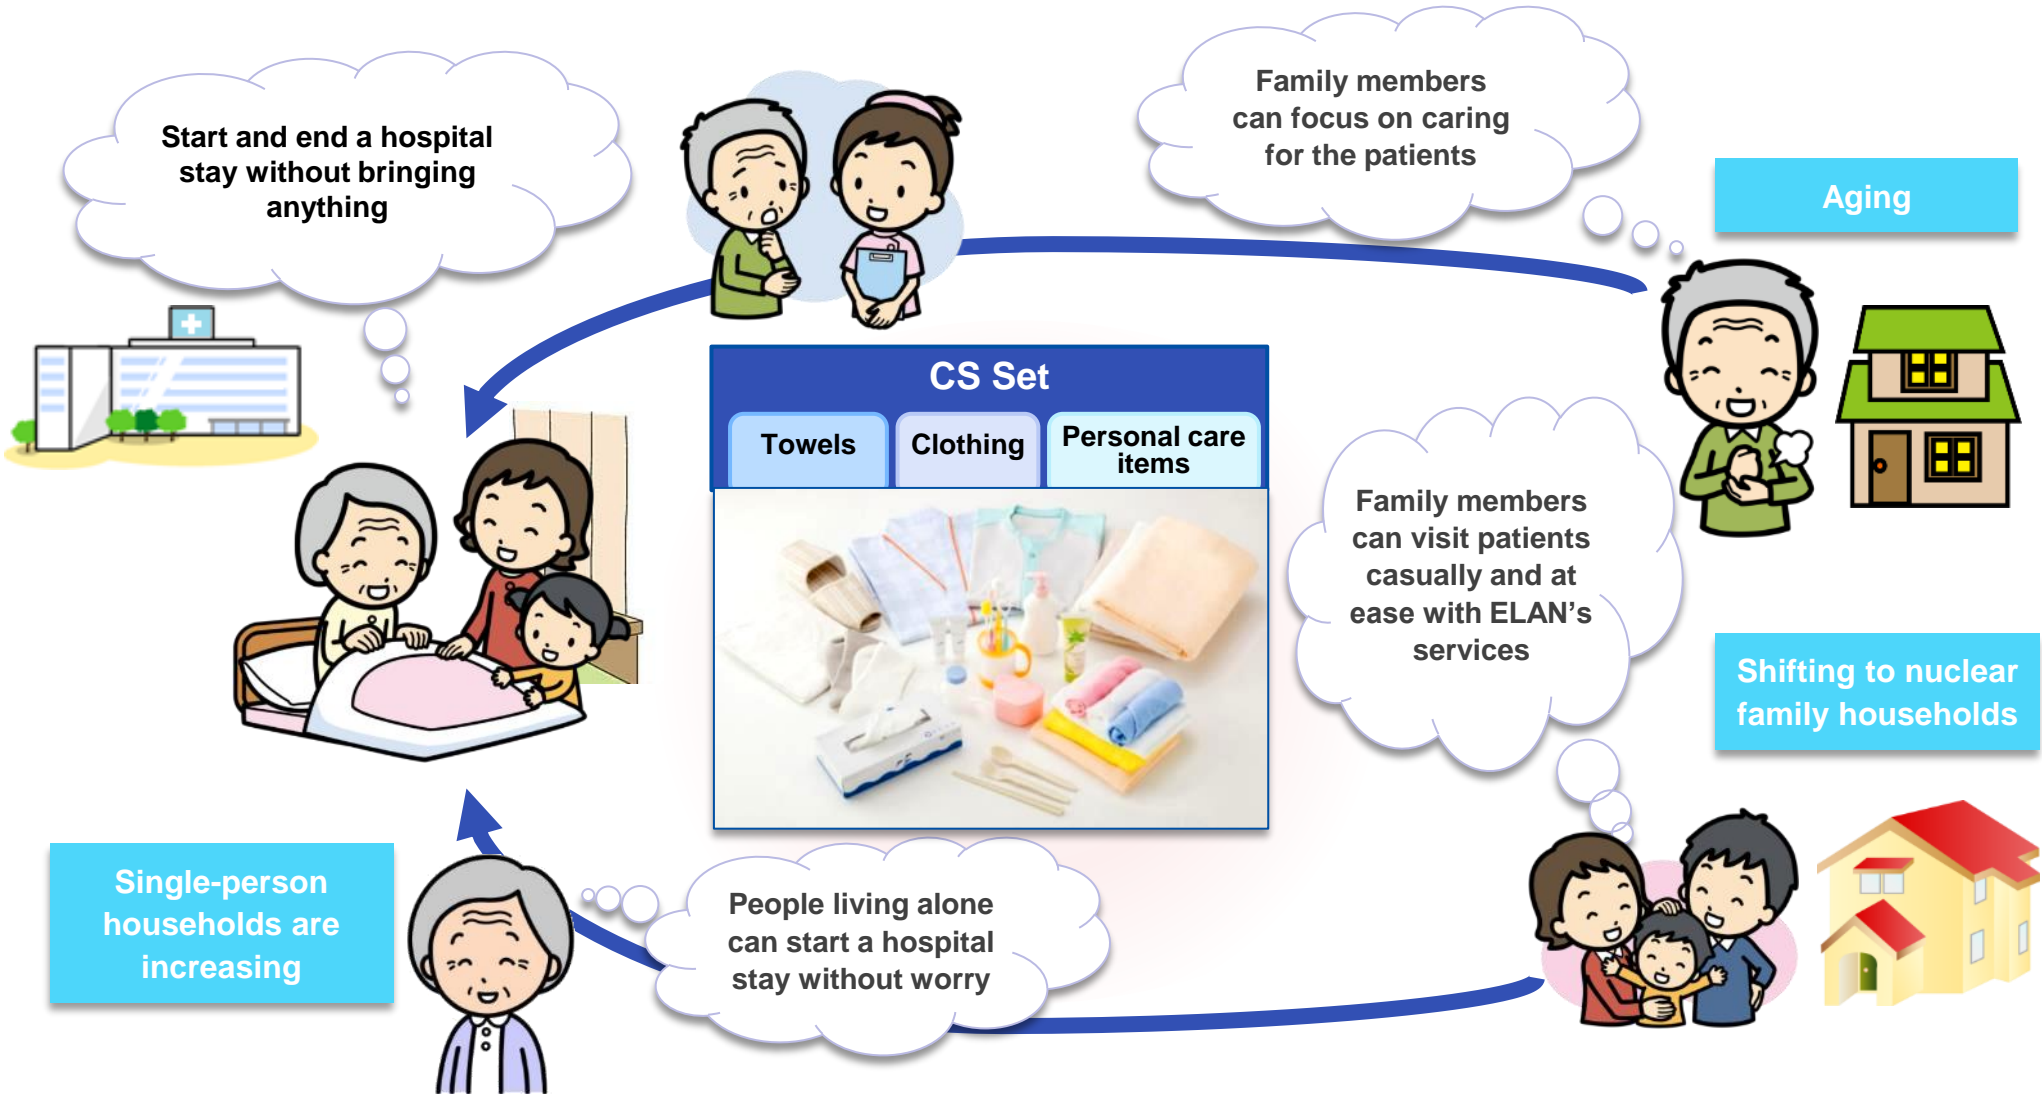 Start and end a hospital
stay without bringing
anything
Family members
can focus on caring
for the patients
Aging
CS Set
Towels
Clothing
Personal care
items
Family members
can visit patients
casually and at
ease with ELAN’s
services
Shifting to nuclear
family households
Single-person
households are
increasing
People living alone
can start a hospital
stay without worry